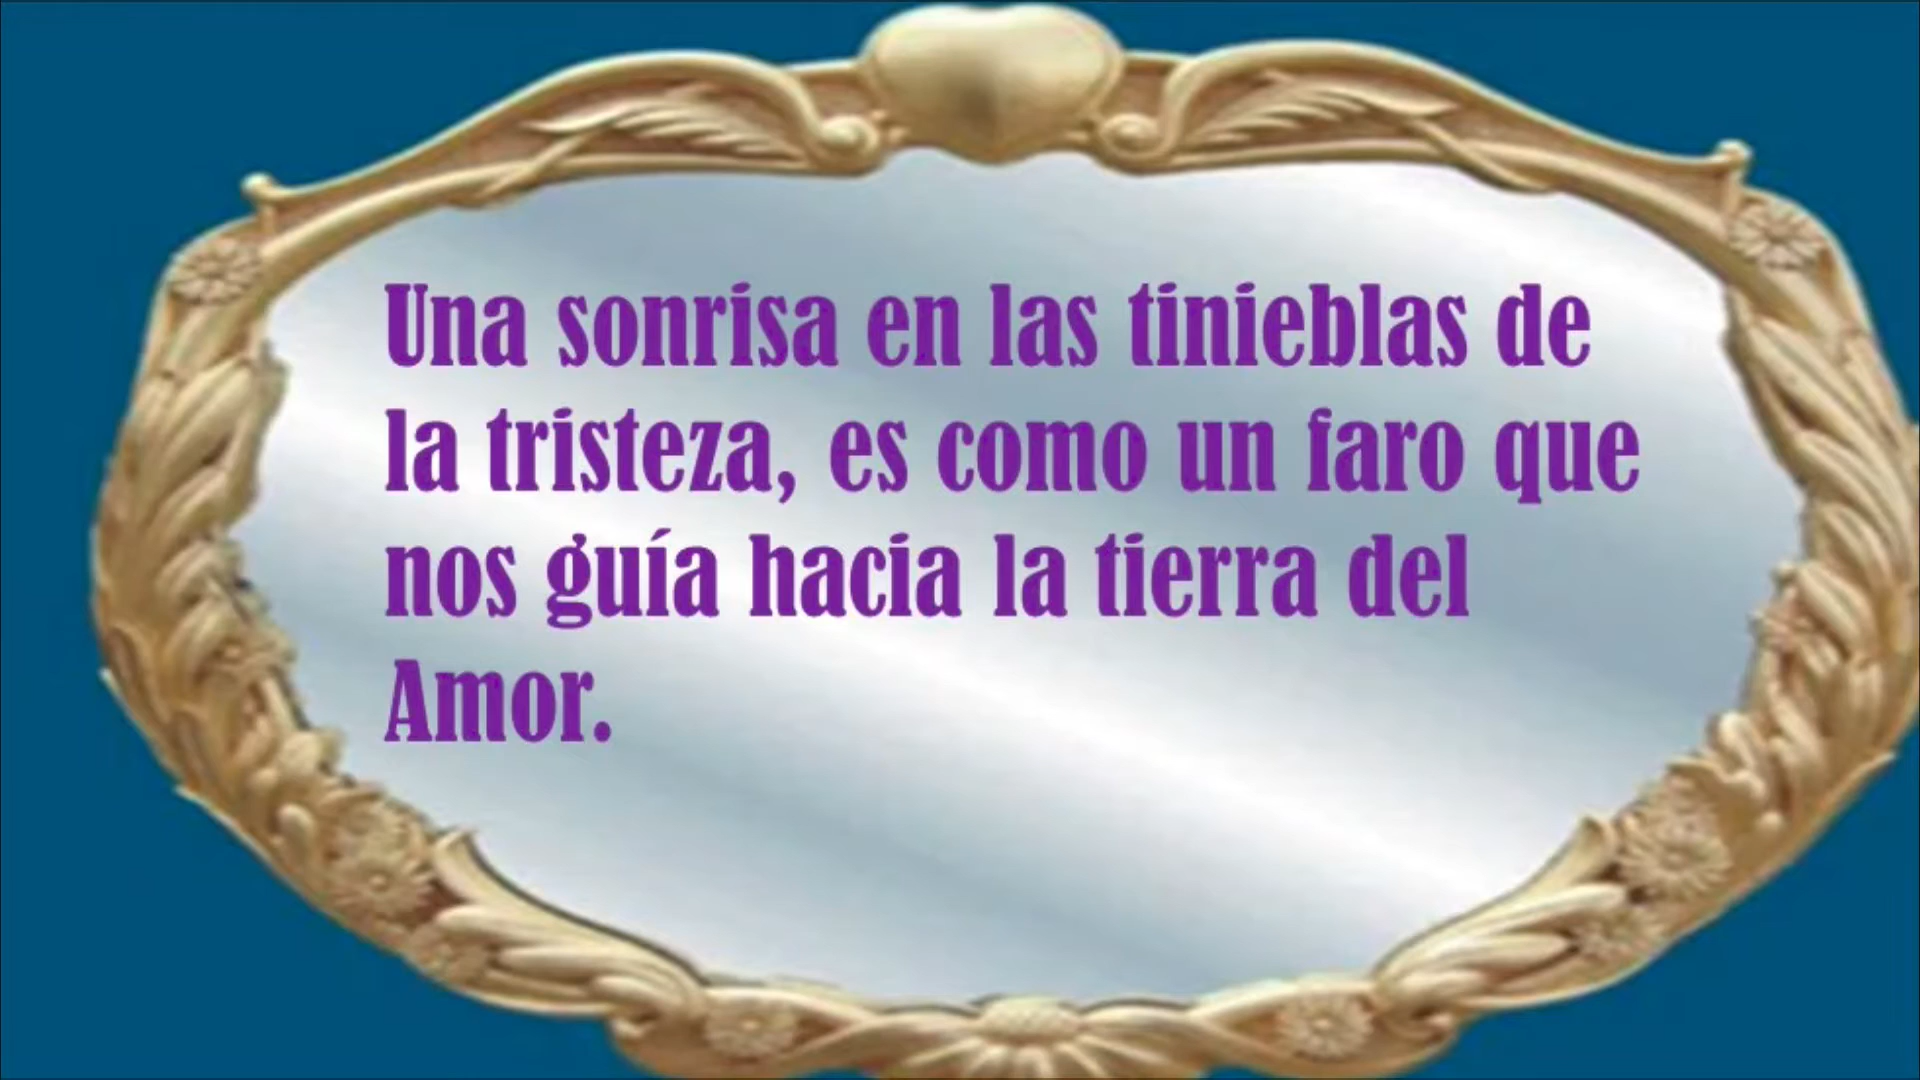 Una sonrisa en las tinieblas de
la tristeza, es como un faro que
nos guía hacia la tierra del
Amor.